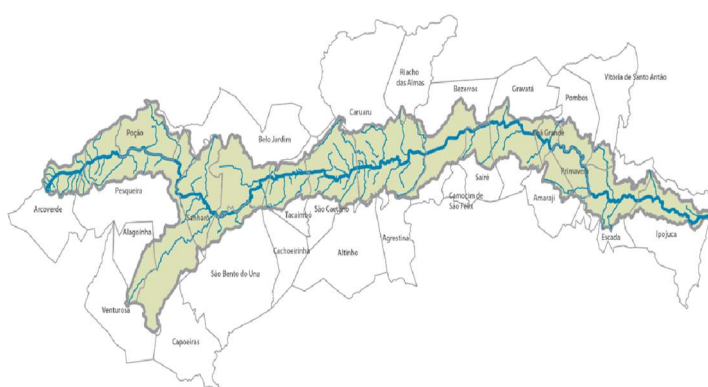 Riacho
das Almas
Vitória de Santo Antão
Bezerros
Gravatá
Pombos
Caruaru
Poção
Belo Jardim
Chã Grande
Primavera
Sairé
Pesqueira
Camocim de
São Felix
Amaraji
Arcoverde
Sanharó
Tacaimbó
São Caetano
Alagoinha
Escada
Ipojuca
Agrestina
Cachoeirinha
Altinho
São Bento do Una
Venturosa
Capoeiras